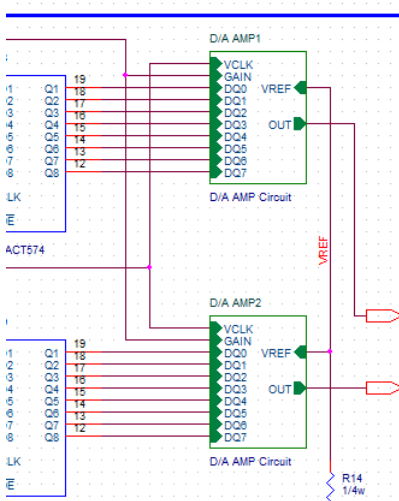 D/A AMP1
VCLK
GAIN
19 Q1 DQ0 VREF
18 Q2 DQ1
17 Q3 DQ2
16 Q4 DQ3 OUT
15 Q5 DQ4
14 Q6 DQ5
13 Q7 DQ6
12 Q8 DQ7
LK
D/A AMP Circuit
E
ACT574
VREF
D/A AMP2
VCLK
GAIN
19 Q1 DQ0 VREF
18 Q2 DQ1
17 Q3 DQ2
16 Q4 DQ3 OUT
15 Q5 DQ4
14 Q6 DQ5
13 Q7 DQ6
12 Q8 DQ7
LK
D/A AMP Circuit
E
R14
1/4w